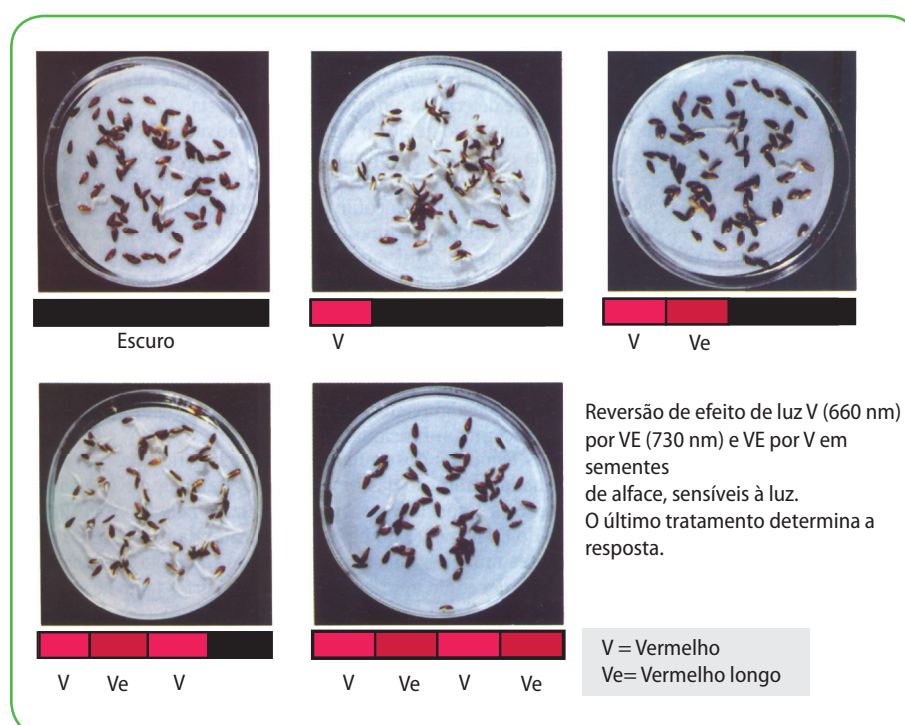 Escuro
V
V Ve
V Ve V
V Ve V Ve
Reversão de efeito de luz V (660 nm)
por VE (730 nm) e VE por V em
sementes
de alface, sensíveis à luz.
O último tratamento determina a
resposta.
V = Vermelho
Ve= Vermelho longo